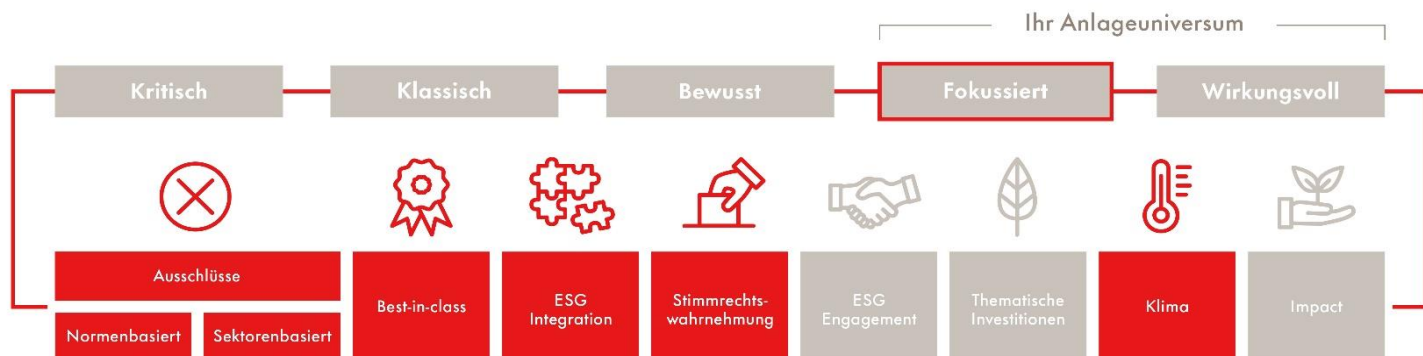 Ihr Anlageuniversum
Kritisch
Klassisch
Bewusst
Fokussiert
Wirkungsvoll
Ausschlüsse
Normenbasiert
Sektorenbasiert
Best-in-class
ESG
Integration
Stimmrechts-
wahrnehmung
ESG
Engagement
Thematische
Investitionen
Klima
Impact